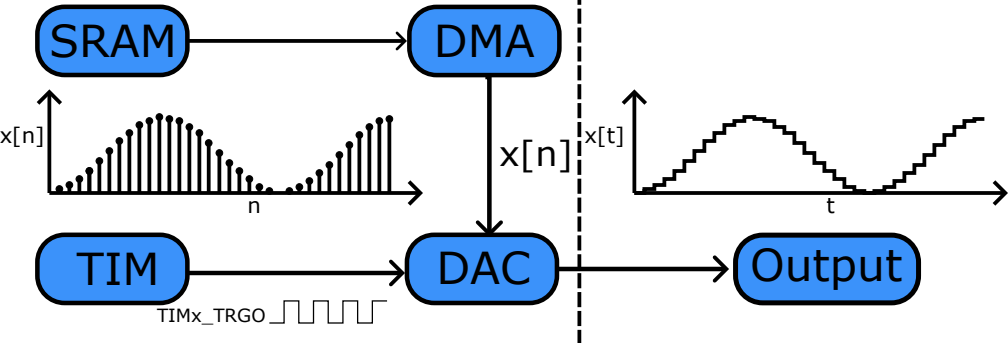 SRAM
DMA
x[n]
n
x[n]
x[t]
t
TIM
DAC
Output
TIMx_TRGO